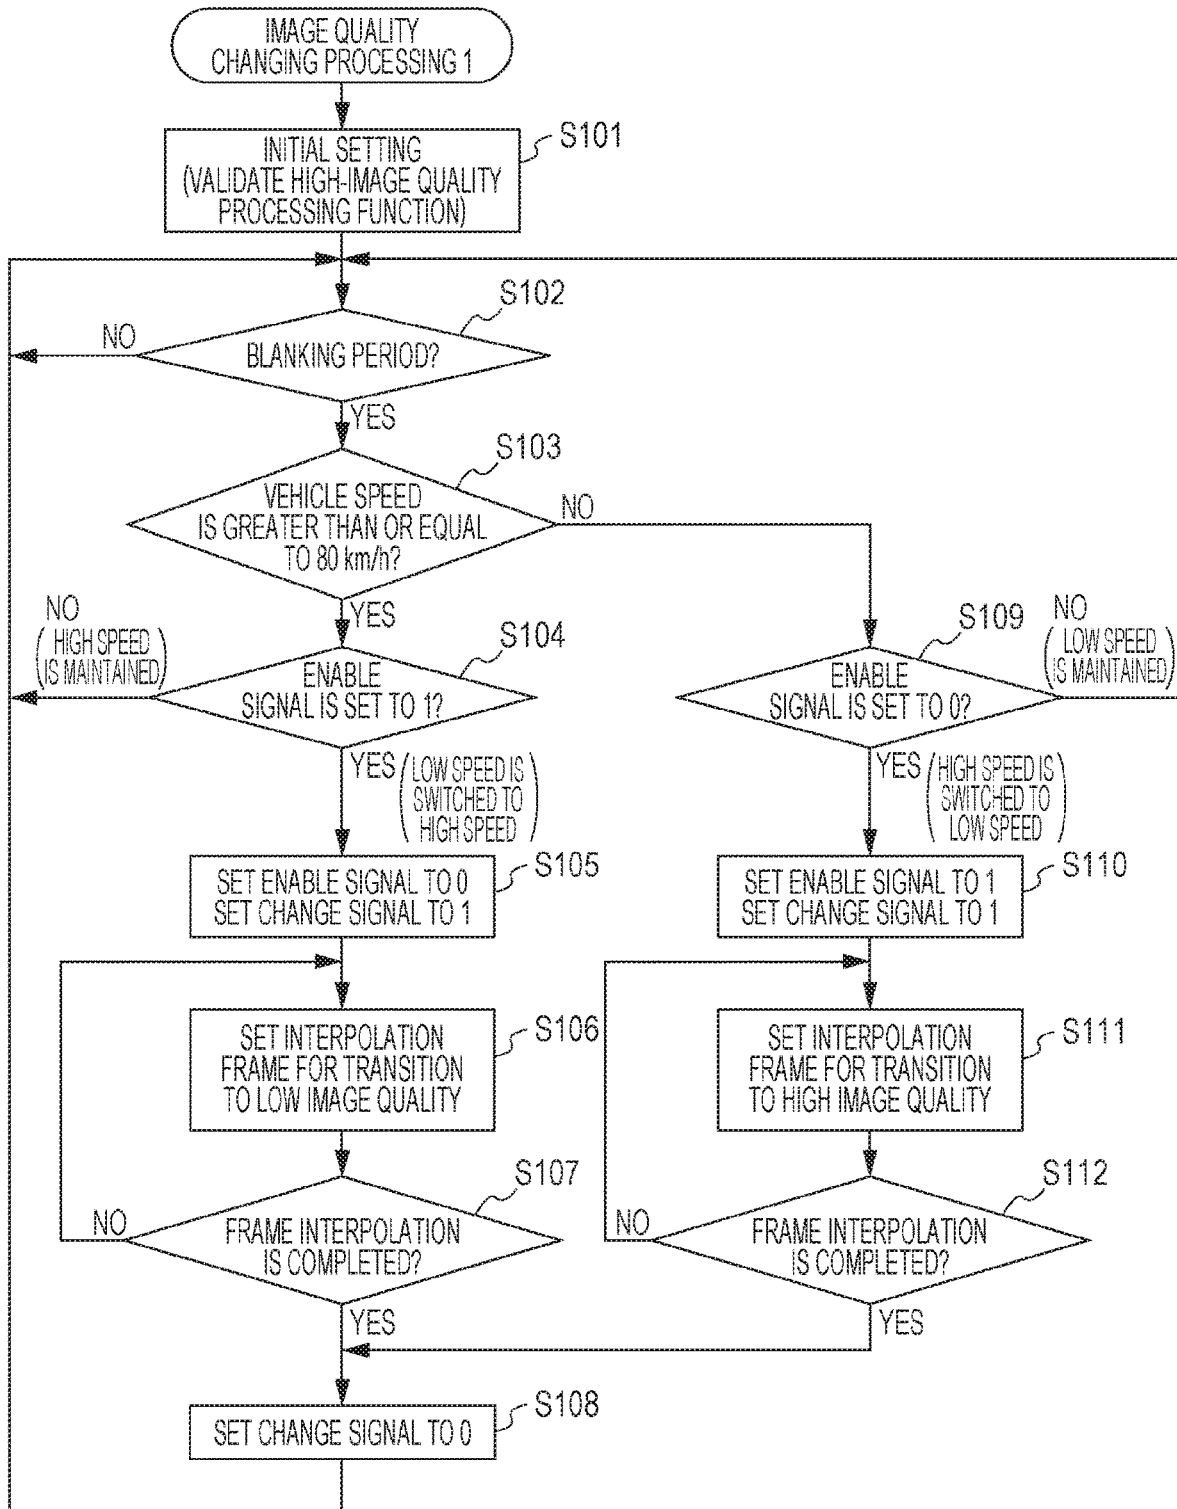 IMAGE QUALITY
CHANGING PROCESSING 1
S101
INITIAL SETTING
(VALIDATE HIGH-IMAGE QUALITY
PROCESSING FUNCTION)
S102
NO
BLANKING PERIOD?
YES
S103
VEHICLE SPEED
IS GREATER THAN OR EQUAL
TO 80 km/h?
NO
YES
NO
(HIGH SPEED
IS MAINTAINED)
S104
ENABLE
SIGNAL IS SET TO 1?
S109
NO
(LOW SPEED
IS MAINTAINED)
ENABLE
SIGNAL IS SET TO 0?
YES
(LOW SPEED IS
SWITCHED TO
HIGH SPEED)
YES
(HIGH SPEED IS
SWITCHED TO
LOW SPEED)
S105
SET ENABLE SIGNAL TO 0
SET CHANGE SIGNAL TO 1
S110
SET ENABLE SIGNAL TO 1
SET CHANGE SIGNAL TO 1
S106
SET INTERPOLATION
FRAME FOR TRANSITION
TO LOW IMAGE QUALITY
S111
SET INTERPOLATION
FRAME FOR TRANSITION
TO HIGH IMAGE QUALITY
S107
NO
FRAME INTERPOLATION
IS COMPLETED?
YES
S112
NO
FRAME INTERPOLATION
IS COMPLETED?
YES
S108
SET CHANGE SIGNAL TO 0